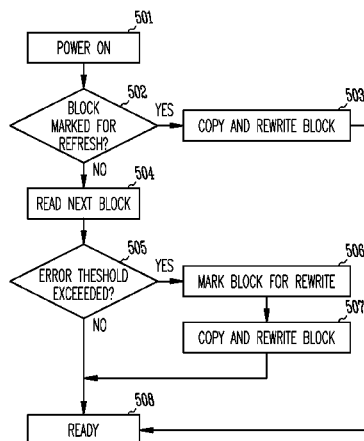 501
POWER ON
502
BLOCK
MARKED FOR
REFRESH?
YES
503
COPY AND REWRITE BLOCK
NO
504
READ NEXT BLOCK
505
ERROR THESHOLD
EXCEEEDED?
YES
506
MARK BLOCK FOR REWRITE
NO
507
COPY AND REWRITE BLOCK
508
READY